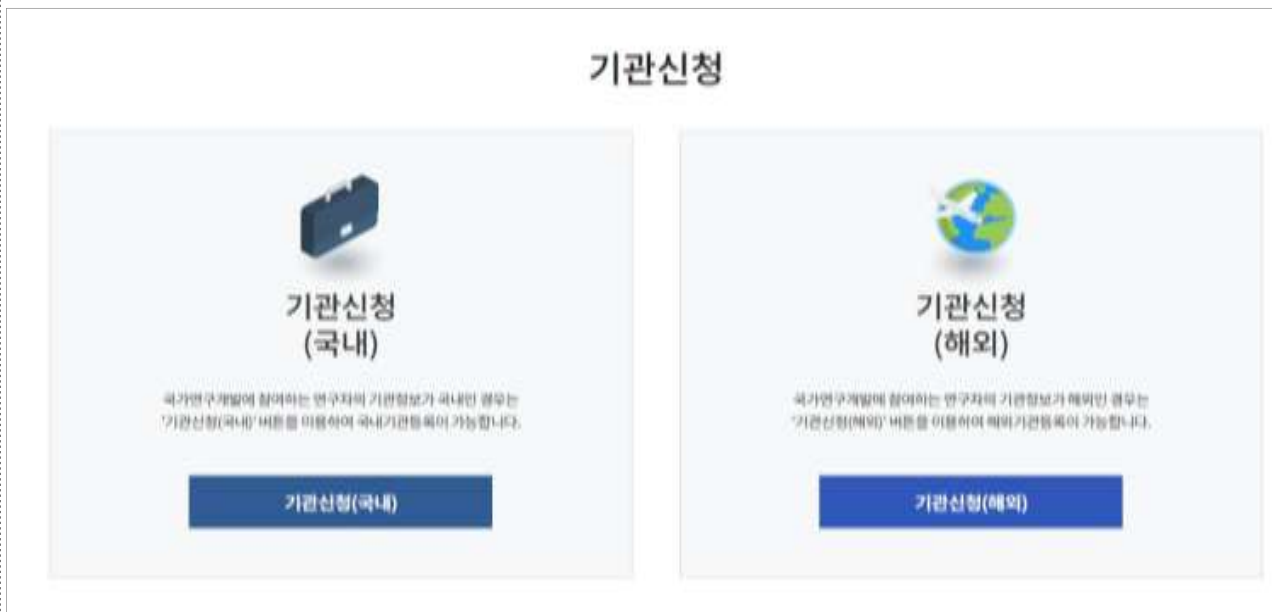 기관신청
기관신청
(국내)
국가연구개발에 참여하는 연구자의 기관정보가 국내인 경우는
'기관신청(국내)' 버튼을 이용하여 국내기관등록이 가능합니다.
기관신청(국내)
기관신청
(해외)
국가연구개발에 참여하는 연구자의 기관정보가 해외인 경우는
'기관신청(해외)' 버튼을 이용하여 해외기관등록이 가능합니다.
기관신청(해외)